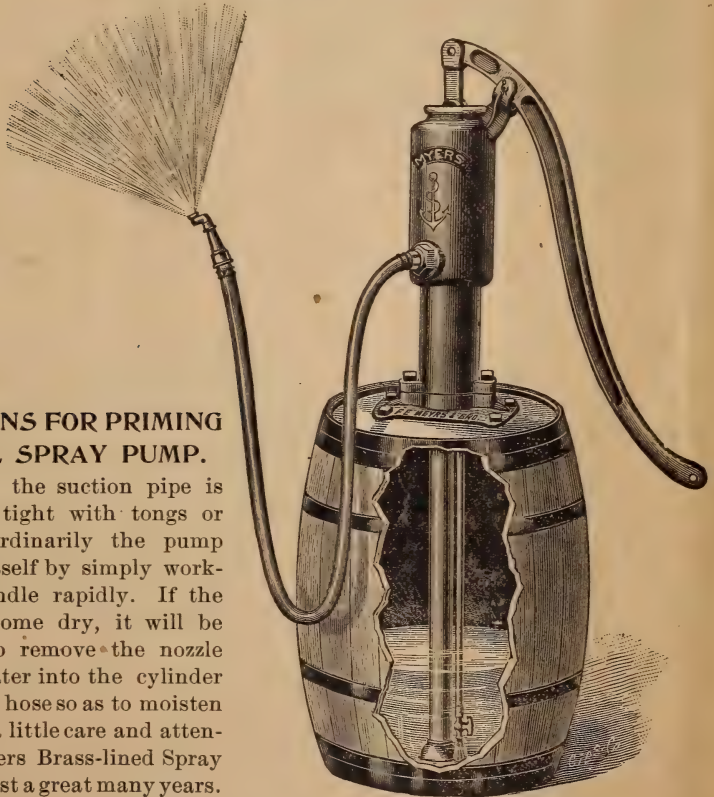 MYERS
F.E. MYERS & BRO.
NS FOR PRIMING
SPRAY PUMP.
the suction pipe is
tight with tongs or
rdinarily the pump
self by simply work-
ndle rapidly. If the
ome dry, it will be
o remove the nozzle
ter into the cylinder
hose so as to moisten
little care and atten-
ers Brass-lined Spray
st a great many years.